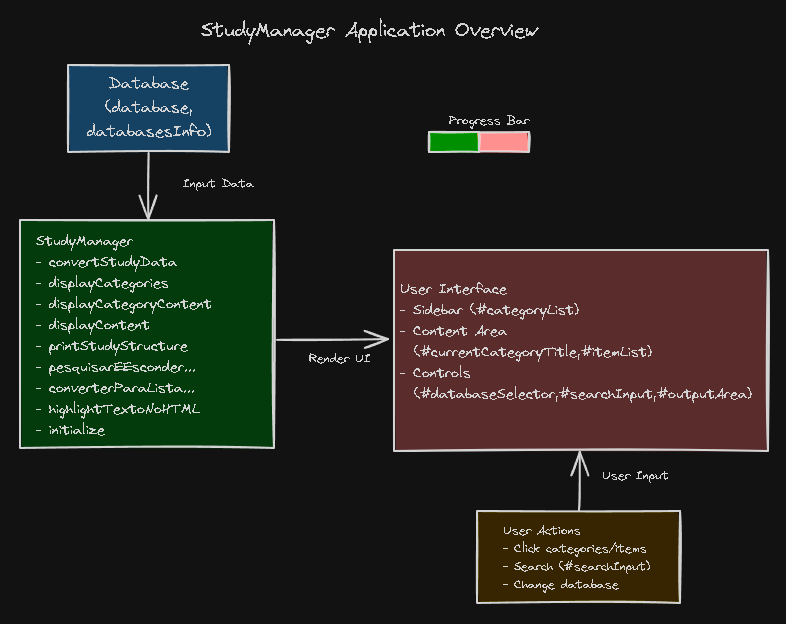 StudyManager Application Overview
Database
(database,
databasesInfo)
Progress Bar
Input Data
StudyManager
- convertStudyData
- displayCategories
- displayCategoryContent
- displayContent
- printStudyStructure
- pesquisarEEsconder...
- converterParaLista...
- highlightTextoNoHTML
- initialize
Render UI
User Interface
- Sidebar (#categoryList)
- Content Area
(#currentCategoryTitle,#itemList)
- Controls
(#databaseSelector,#searchInput,#outputArea)
User Input
User Actions
- Click categories/items
- Search (#searchInput)
- Change database